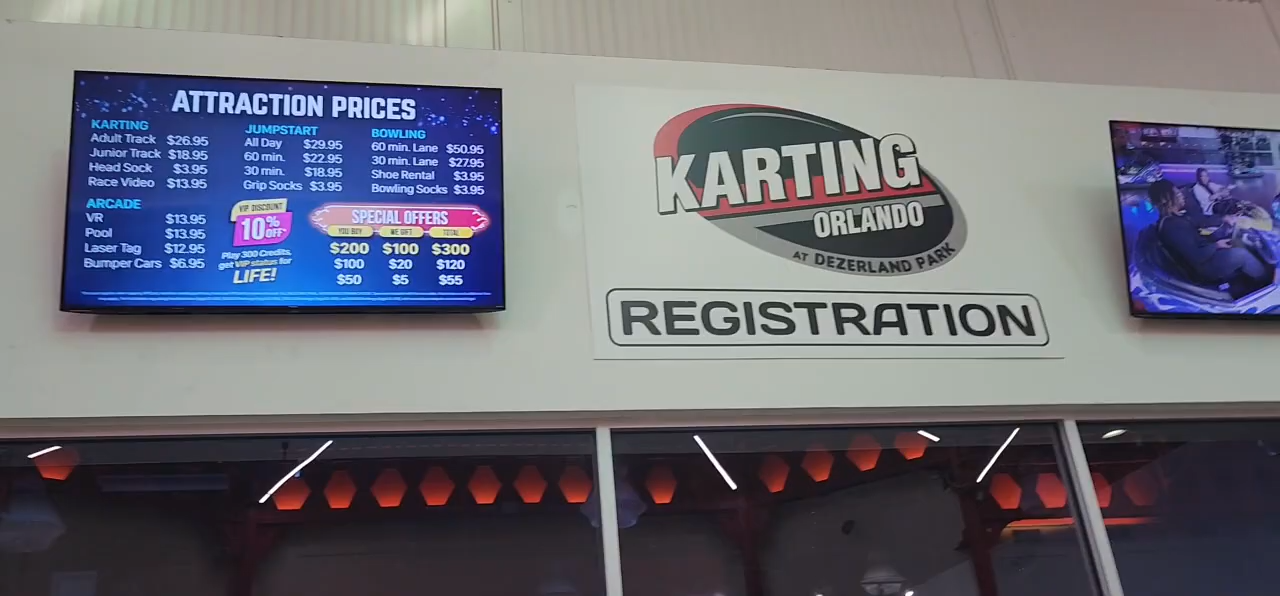 ATTRACTION PRICES
KARTING
Adult Track $26.95
Junior Track $18.95
Head Sock $3.95
Race Video $13.95
JUMPSTART
All Day $29.95
60 min. $22.95
30 min. $18.95
Grip Socks $3.95
BOWLING
60 min. Lane $50.95
30 min. Lane $27.95
Shoe Rental $3.95
Bowling Socks $3.95
ARCADE
VR $13.95
Pool $13.95
Laser Tag $12.95
Bumper Cars $6.95
VIP DISCOUNT
10% OFF*
Play 300 Credits,
get VIP status for
LIFE!
SPECIAL OFFERS
YOU BUY WE GIFT TOTAL
$200 $100 $300
$100 $20 $120
$50 $5 $55
KARTING
ORLANDO
AT DEZERLAND PARK
REGISTRATION